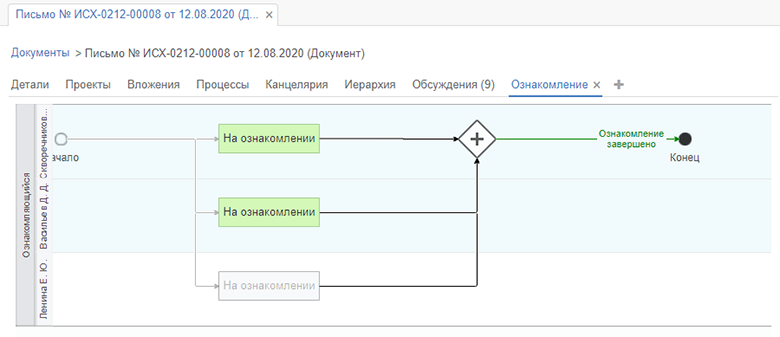 Письмо № ИСХ-0212-00008 от 12.08.2020 (Д... ×
Документы > Письмо № ИСХ-0212-00008 от 12.08.2020 (Документ)
Детали Проекты Вложения Процессы Канцелярия Иерархия Обсуждения (9) Ознакомление × +
Ознакомляющийся
Скворечников...
Васильев Д. Д.
Ленина Е. Ю.
ачало
На ознакомлении
На ознакомлении
На ознакомлении
Ознакомление
завершено
Конец